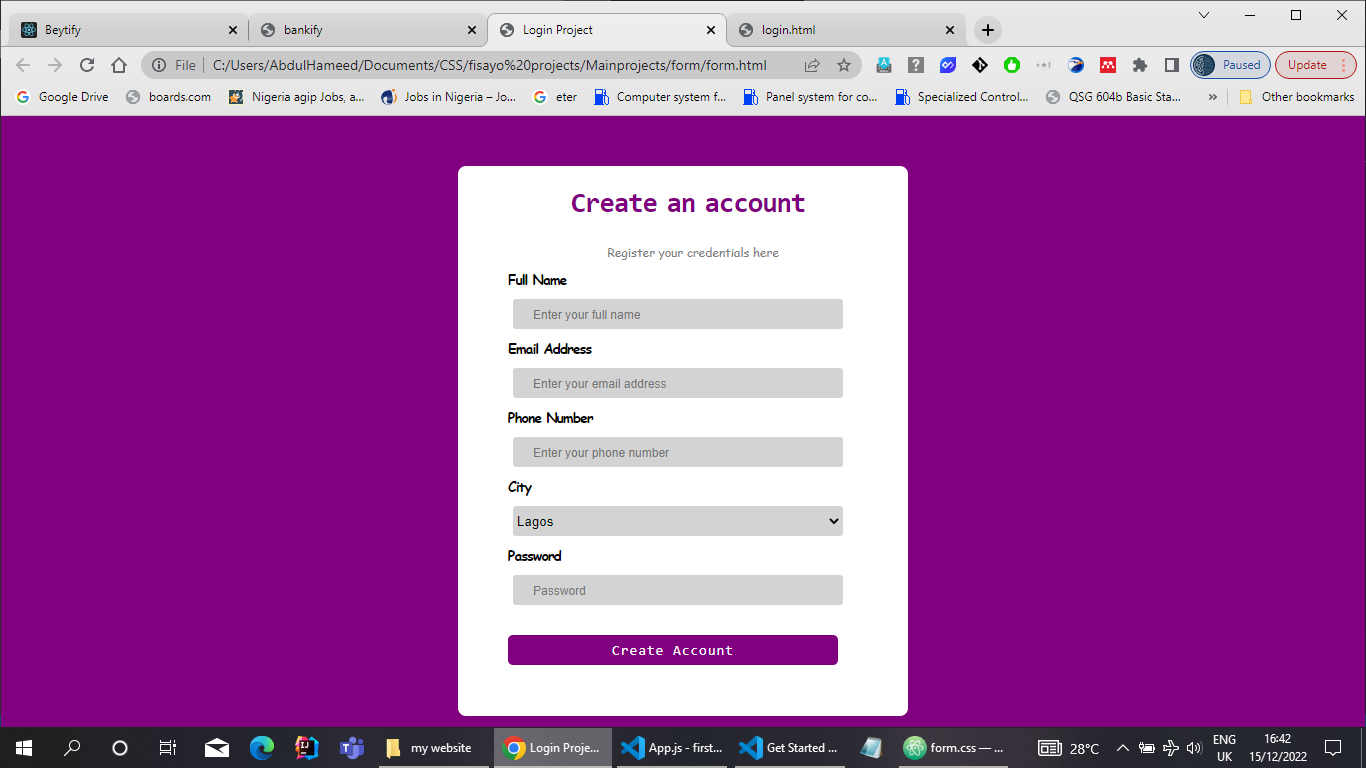 Beytify
bankify
Login Project
login.html
File
C:/Users/AbdulHameed/Documents/CSS/fisayo%20projects/Mainprojects/form/form.html
Paused
Update
Google Drive
boards.com
Nigeria agip Jobs, a...
Jobs in Nigeria – Jo...
eter
Computer system f...
Panel system for co...
Specialized Control...
QSG 604b Basic Sta...
»
Other bookmarks
Create an account
Register your credentials here
Full Name
Enter your full name
Email Address
Enter your email address
Phone Number
Enter your phone number
City
Lagos
Password
Password
Create Account
my website
Login Proje...
App.js - first...
Get Started ...
form.css — ...
28°C
ENG
UK
16:42
15/12/2022